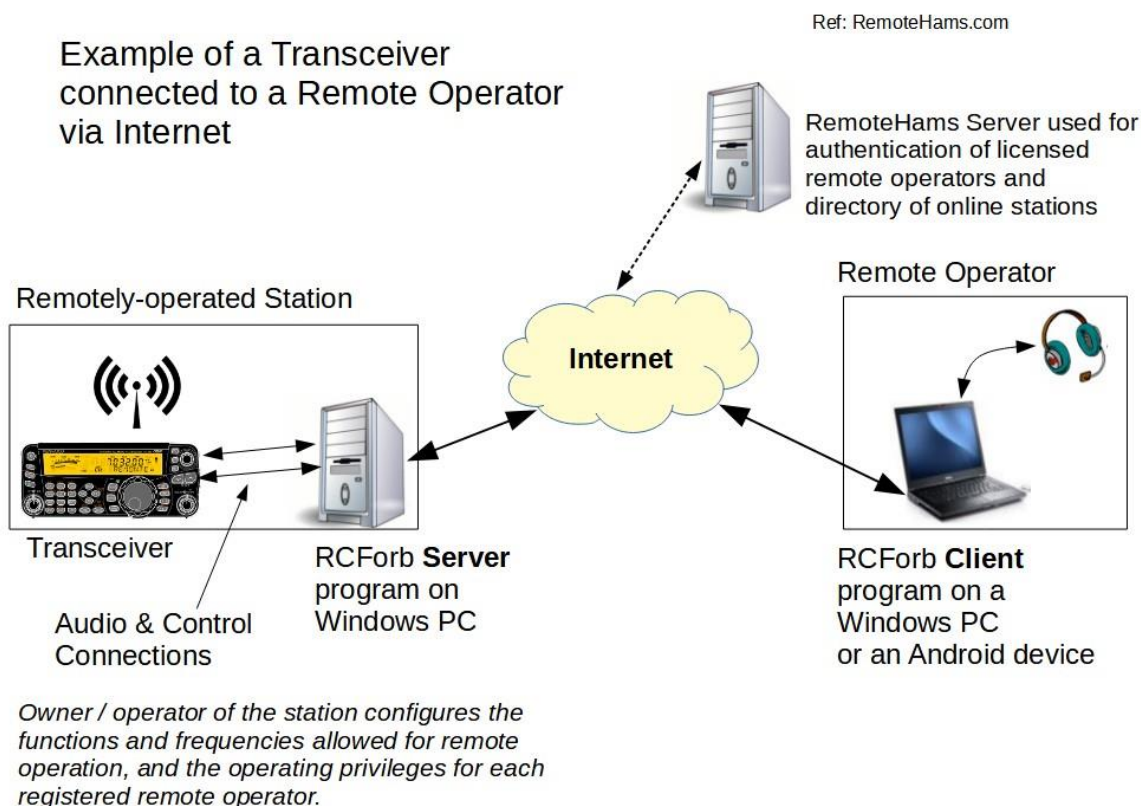 Ref: RemoteHams.com
Example of a Transceiver
connected to a Remote Operator
via Internet
RemoteHams Server used for
authentication of licensed
remote operators and
directory of online stations
Remote Operator
Remotely-operated Station
Internet
Transceiver
RCForb Server
program on
Windows PC
RCForb Client
program on a
Windows PC
or an Android device
Audio & Control
Connections
Owner / operator of the station configures the
functions and frequencies allowed for remote
operation, and the operating privileges for each
registered remote operator.